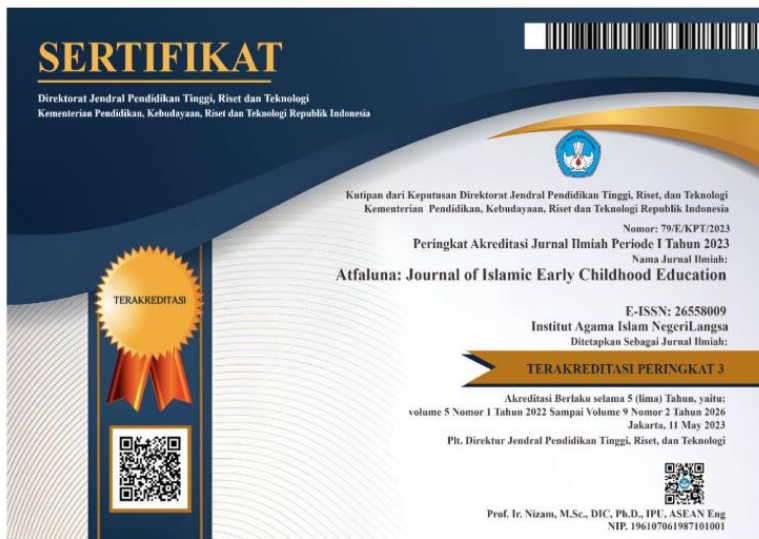 SERTIFIKAT
Direktorat Jendral Pendidikan Tinggi, Riset dan Teknologi
Kementerian Pendidikan, Kebudayaan, Riset dan Teknologi Republik Indonesia
Kutipan dari Keputusan Direktorat Jendral Pendidikan Tinggi, Riset, dan Teknologi
Kementerian Pendidikan, Kebudayaan, Riset dan Teknologi Republik Indonesia
Nomor: 79/E/KPT/2023
Peringkat Akreditasi Jurnal Ilmiah Periode I Tahun 2023
Nama Jurnal Ilmiah:
Atfaluna: Journal of Islamic Early Childhood Education
E-ISSN: 26558009
Institut Agama Islam NegeriLangsa
Ditetapkan Sebagai Jurnal Ilmiah:
TERAKREDITASI PERINGKAT 3
TERAKREDITASI
Akreditasi Berlaku selama 5 (lima) Tahun, yaitu:
volume 5 Nomor 1 Tahun 2022 Sampai Volume 9 Nomor 2 Tahun 2026
Jakarta, 11 May 2023
Plt. Direktur Jendral Pendidikan Tinggi, Riset, dan Teknologi
Prof. Ir. Nizam, M.Sc., DIC, Ph.D., IPU, ASEAN Eng
NIP. 196107061987101001